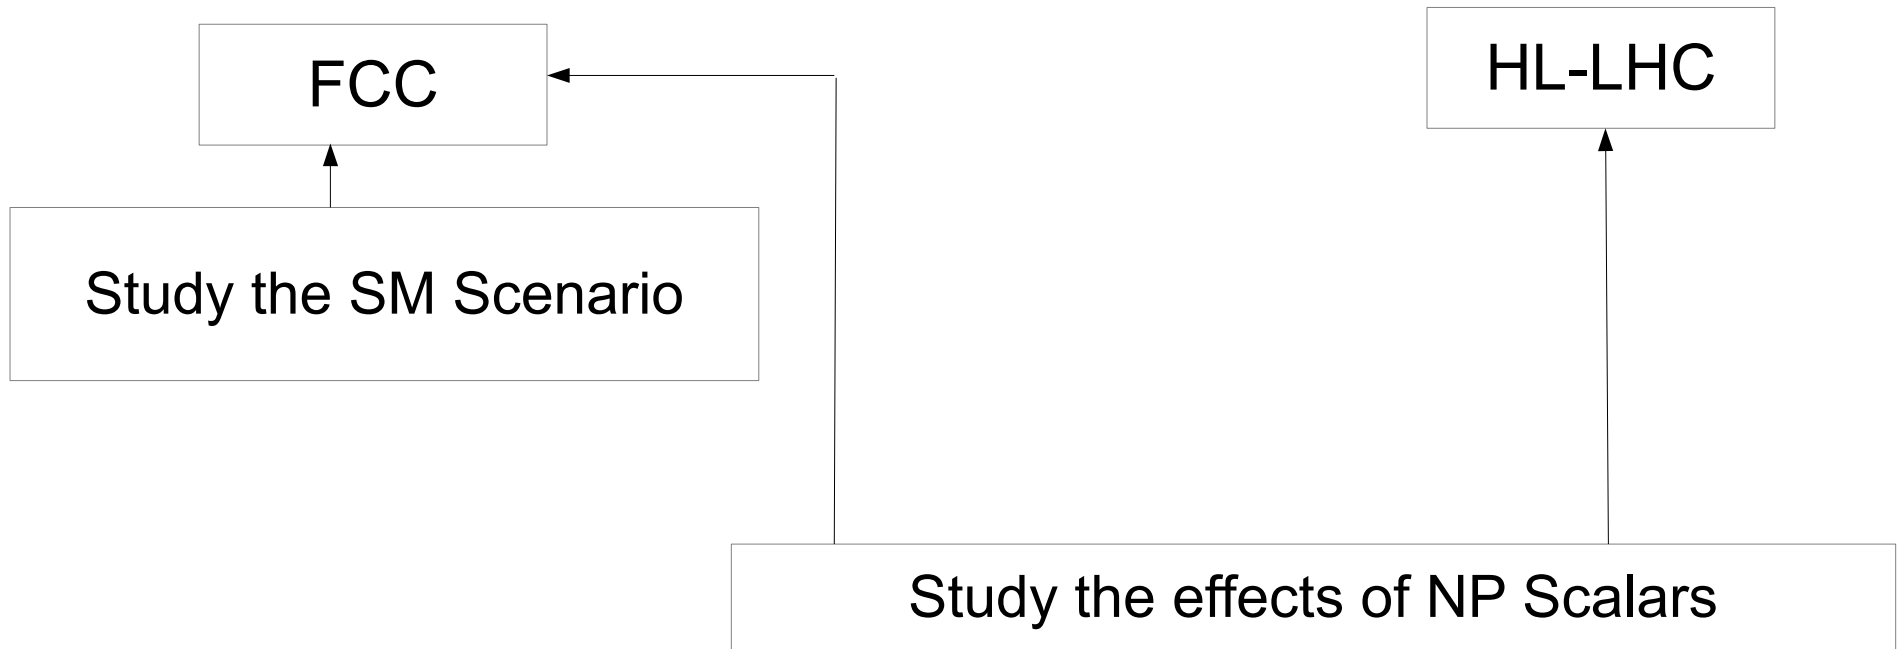 FCC
HL-LHC
Study the SM Scenario
Study the effects of NP Scalars